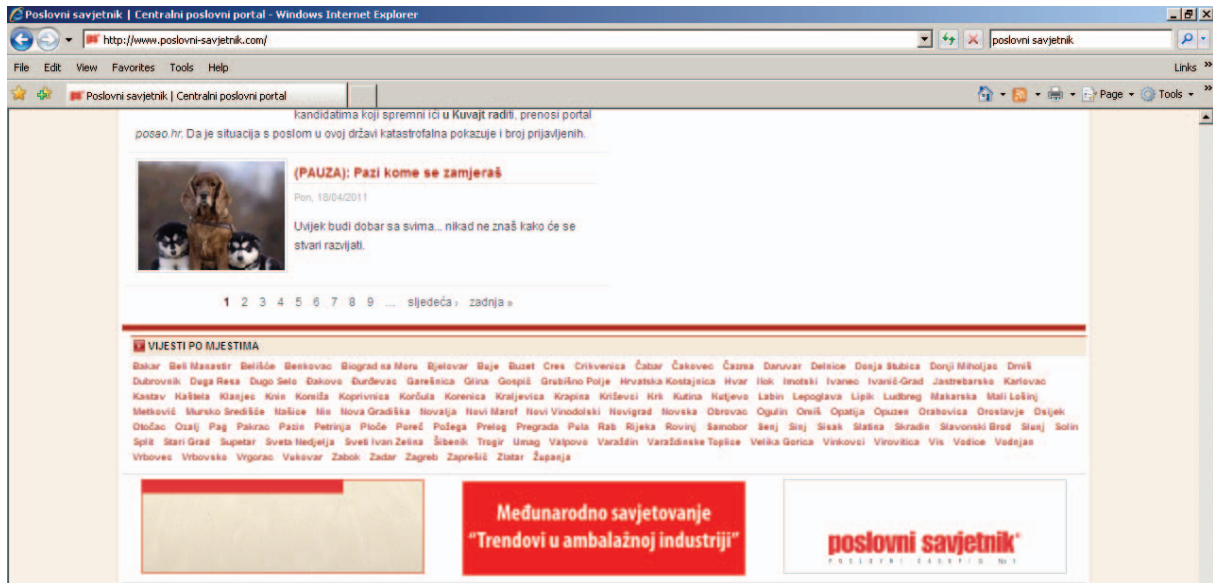 Poslovni savjetnik | Centralni poslovni portal - Windows Internet Explorer
http://www.poslovni-savjetnik.com/
poslovni savjetnik
File Edit View Favorites Tools Help
Links »
Poslovni savjetnik | Centralni poslovni portal
Page Tools »
kandidatima koji spremni ići u Kuvajt raditi, prenosi portal
posao.hr. Da je situacija s poslom u ovoj državi katastrofalna pokazuje i broj prijavljenih.
(PAUZA): Pazi kome se zamjeraš
Pon, 18/04/2011
Uvijek budi dobar sa svima... nikad ne znaš kako će se
stvari razvijati.
1 2 3 4 5 6 7 8 9 ... sljedeća › zadnja »
VIJESTI PO MJESTIMA
Bakar Beli Manastir Belišće Benkovac Biograd na Moru Bjelovar Buje Buzet Cres Crikvenica Čabar Čakovec Čazma Daruvar Delnice Donja Stubica Donji Miholjac Drniš
Dubrovnik Duga Resa Dugo Selo Đakovo Đurđevac Garešnica Glina Gospić Grubišno Polje Hrvatska Kostajnica Hvar Ilok Imotski Ivanec Ivanić-Grad Jastrebarsko Karlovac
Kastav Kaštela Klanjec Knin Komiža Koprivnica Korčula Korenica Kraljevica Krapina Križevci Krk Kutina Kutjevo Labin Lepoglava Lipik Ludbreg Makarska Mali Lošinj
Metković Mursko Središće Našice Nin Nova Gradiška Novalja Novi Marof Novi Vinodolski Novigrad Novska Obrovac Ogulin Omiš Opatija Opuzen Orahovica Oroslavje Osijek
Otočac Ozalj Pag Pakrac Pazin Petrinja Ploče Poreč Požega Prelog Pregrada Pula Rab Rijeka Rovinj Samobor Senj Sinj Sisak Slatina Skradin Slavonski Brod Slunj Solin
Split Stari Grad Supetar Sveta Nedjelja Sveti Ivan Zelina Šibenik Trogir Umag Valpovo Varaždin Varaždinske Toplice Velika Gorica Vinkovci Virovitica Vis Vodice Vodnjan
Vrbovec Vrbovsko Vrgorac Vukovar Zabok Zadar Zagreb Zaprešić Zlatar Županja
Međunarodno savjetovanje
"Trendovi u ambalažnoj industriji"
poslovni savjetnik
POSLOVNI ČASOPIS No 1